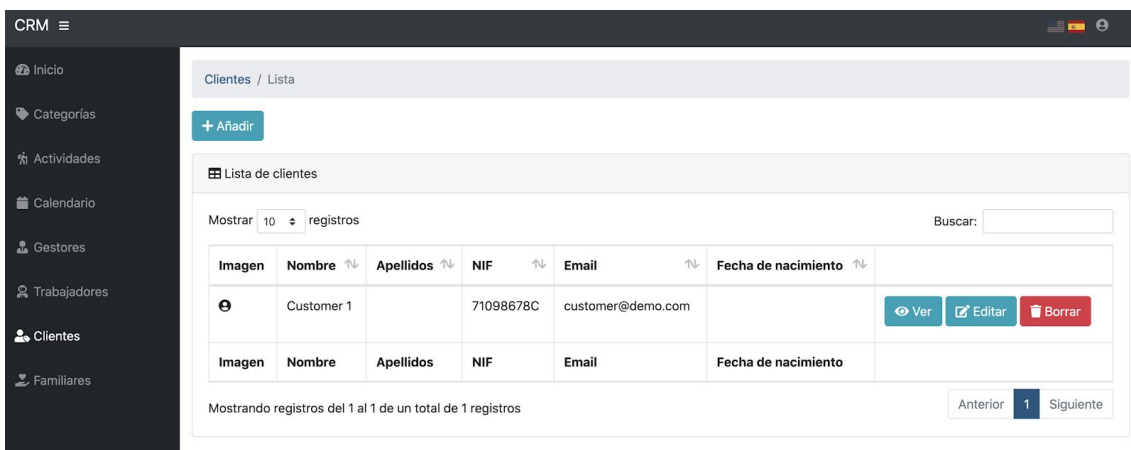 CRM
Inicio
Categorías
Actividades
Calendario
Gestores
Trabajadores
Clientes
Familiares
Clientes / Lista
+ Añadir
Lista de clientes
Mostrar 10 registros
Buscar:
Imagen Nombre Apellidos NIF Email Fecha de nacimiento
Customer 1 71098678C customer@demo.com Ver Editar Borrar
Imagen Nombre Apellidos NIF Email Fecha de nacimiento
Mostrando registros del 1 al 1 de un total de 1 registros
Anterior 1 Siguiente